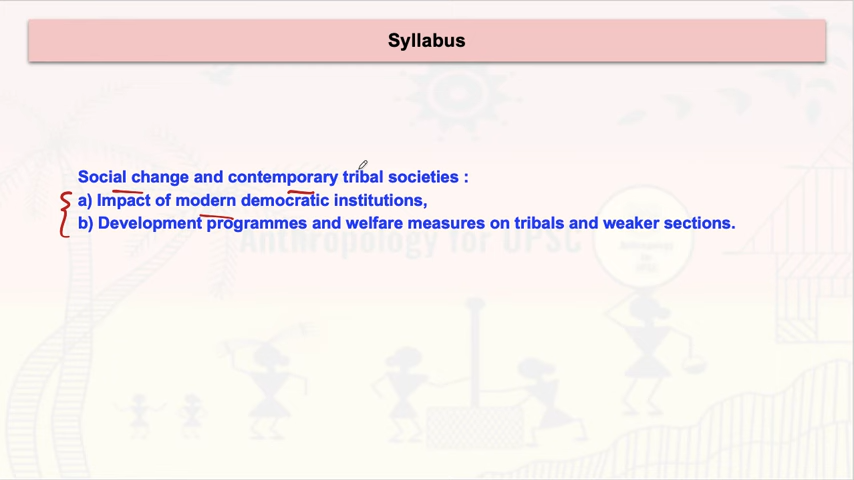 Syllabus
Social change and contemporary tribal societies :
a) Impact of modern democratic institutions,
b) Development programmes and welfare measures on tribals and weaker sections.
Anthropology for UPSC